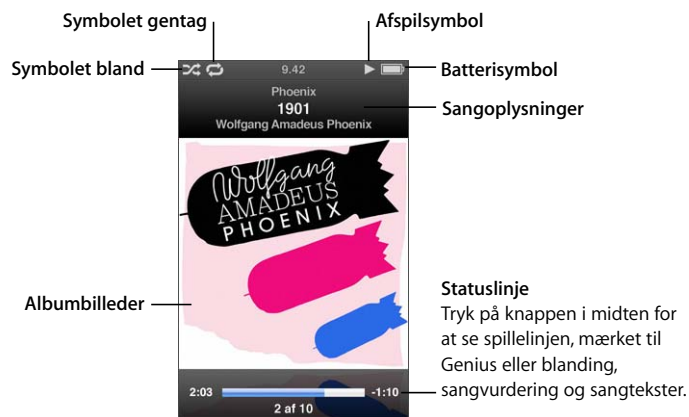 Symbolet gentag
Afspilsymbol
Symbolet bland
9.42
Batterisymbol
Phoenix
1901
Wolfgang Amadeus Phoenix
Sangoplysninger
Wolfgang
AMADEUS
PHOENIX
Albumbilleder
Statuslinje
Tryk på knappen i midten for
at se spillelinjen, mærket til
Genius eller blanding,
sangvurdering og sangtekster.
2:03
-1:10
2 af 10